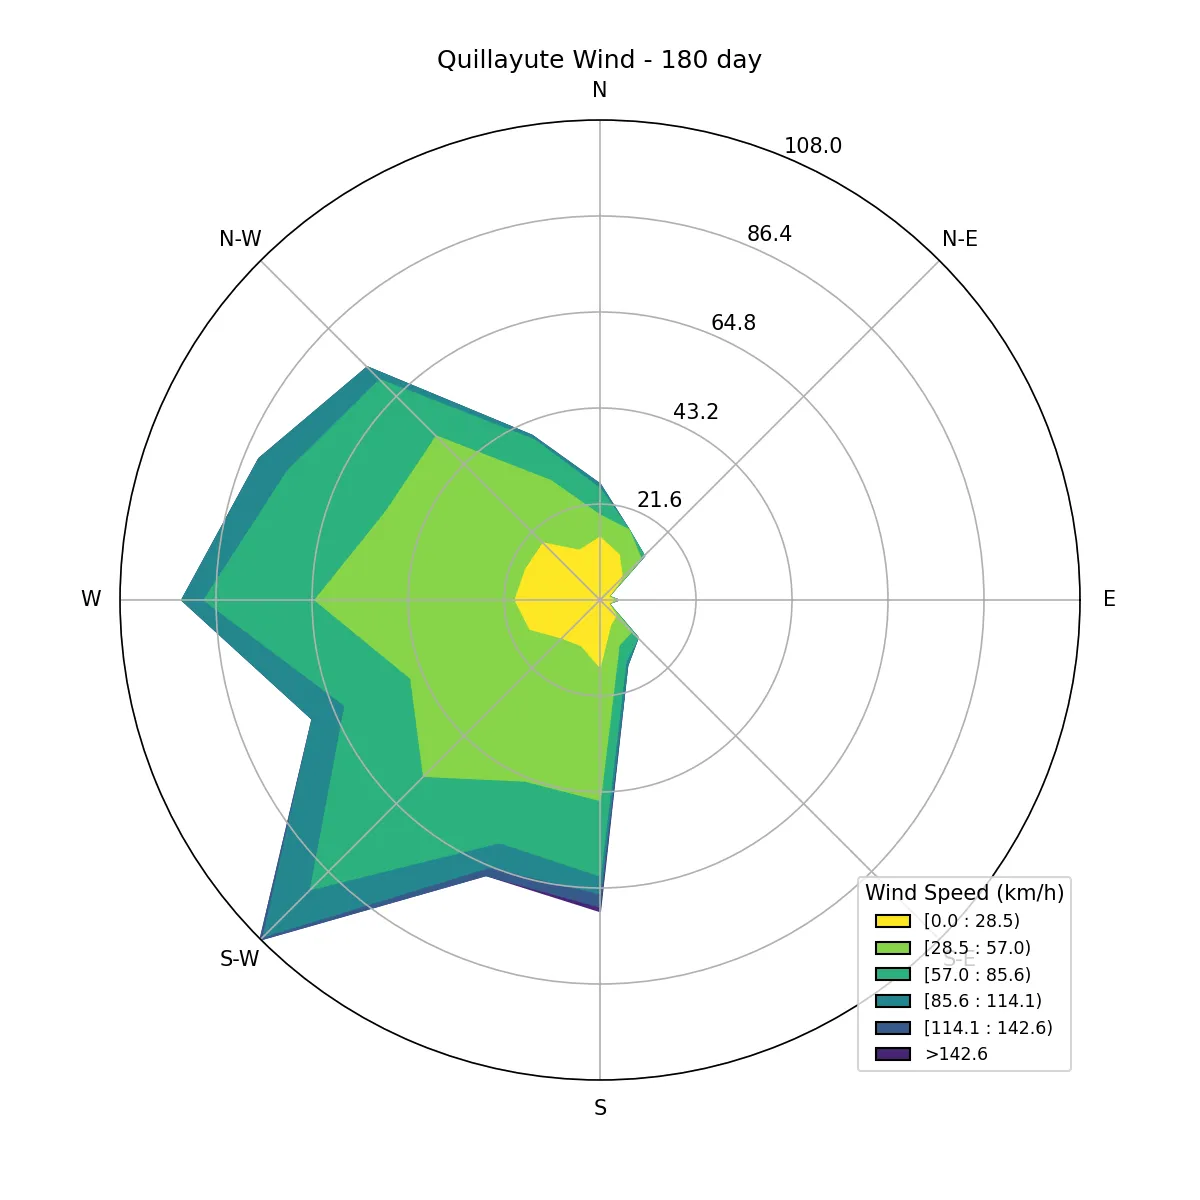 Quillayute Wind - 180 day
N
108.0
N-W
N-E
86.4
64.8
43.2
21.6
W
E
S-W
S-E
S
Wind Speed (km/h)
[0.0 : 28.5)
[28.5 : 57.0)
[57.0 : 85.6)
[85.6 : 114.1)
[114.1 : 142.6)
>142.6